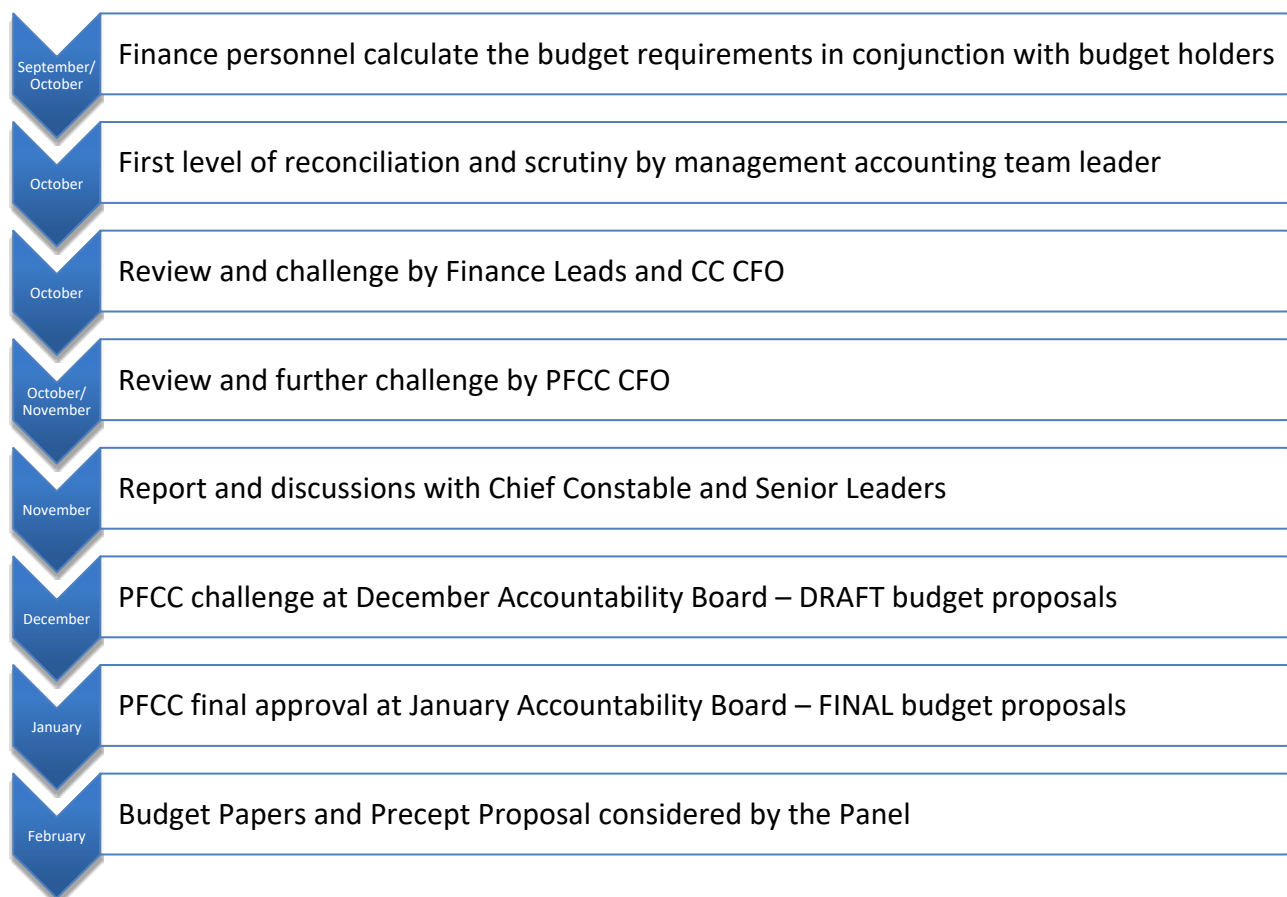 September/
October
Finance personnel calculate the budget requirements in conjunction with budget holders
October
First level of reconciliation and scrutiny by management accounting team leader
October
Review and challenge by Finance Leads and CC CFO
October/
November
Review and further challenge by PFCC CFO
November
Report and discussions with Chief Constable and Senior Leaders
December
PFCC challenge at December Accountability Board – DRAFT budget proposals
January
PFCC final approval at January Accountability Board – FINAL budget proposals
February
Budget Papers and Precept Proposal considered by the Panel